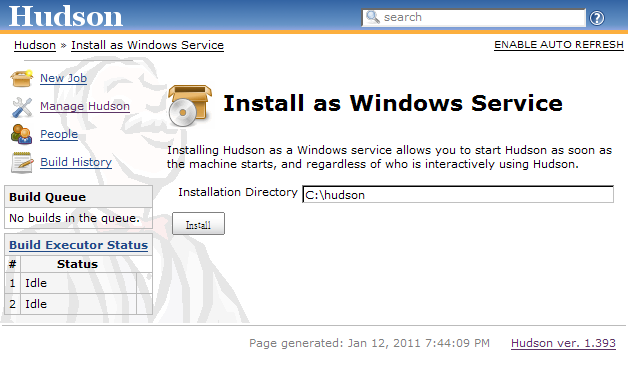 Hudson
search
Hudson » Install as Windows Service
ENABLE AUTO REFRESH
New Job
Manage Hudson
People
Build History
Build Queue
No builds in the queue.
Build Executor Status
# Status
1 Idle
2 Idle
Install as Windows Service
Installing Hudson as a Windows service allows you to start Hudson as soon as
the machine starts, and regardless of who is interactively using Hudson.
Installation Directory C:\hudson
Install
Page generated: Jan 12, 2011 7:44:09 PM Hudson ver. 1.393